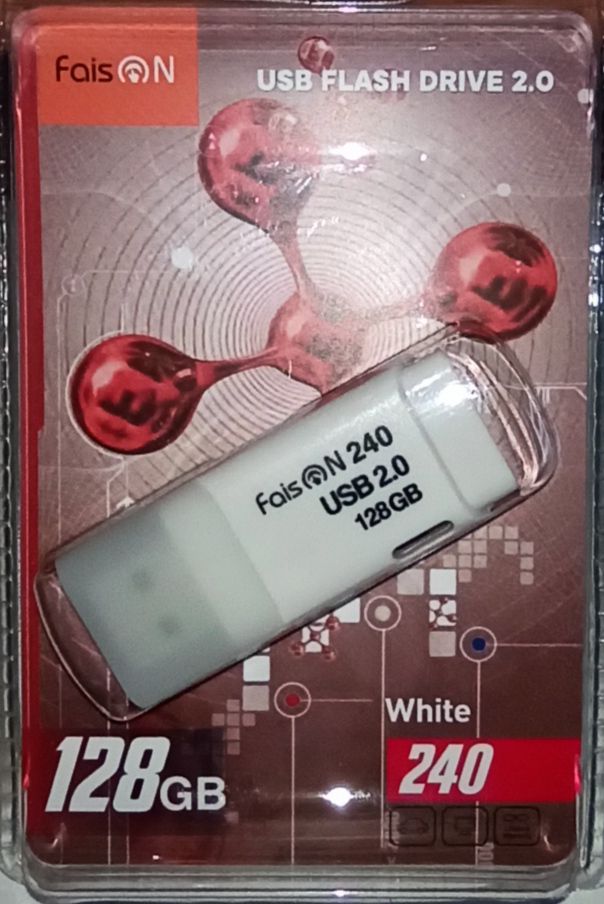 FaisON
USB FLASH DRIVE 2.0
FaisON 240
USB 2.0
128GB
White
128GB
240